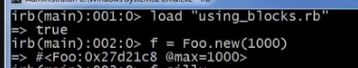 irb(main):001:0> load "using_blocks.rb"
=> true
irb(main):002:0> f = Foo.new(1000)
=> #<Foo:0x27d21c8 @max=1000>